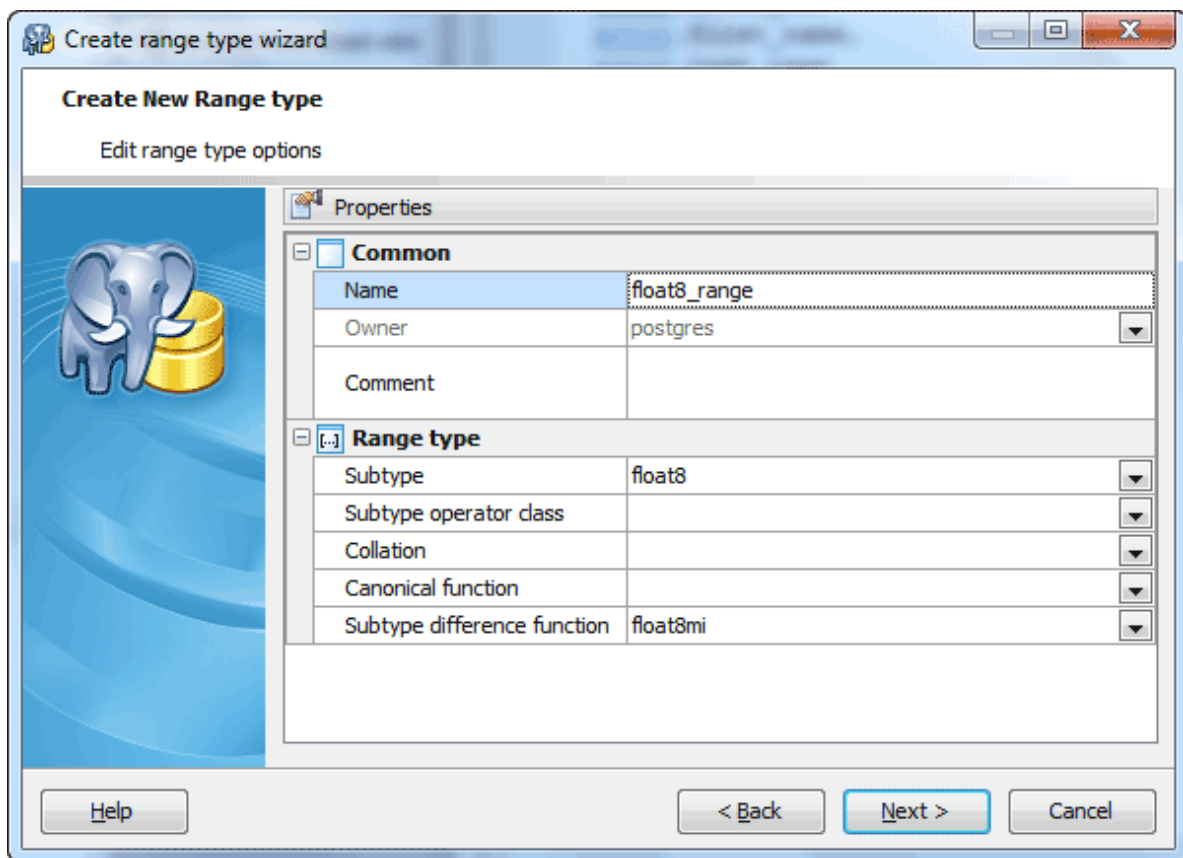 Create range type wizard
Create New Range type
Edit range type options
Properties
Common
Name float8_range
Owner postgres
Comment
[...] Range type
Subtype float8
Subtype operator class
Collation
Canonical function
Subtype difference function float8mi
Help < Back Next > Cancel